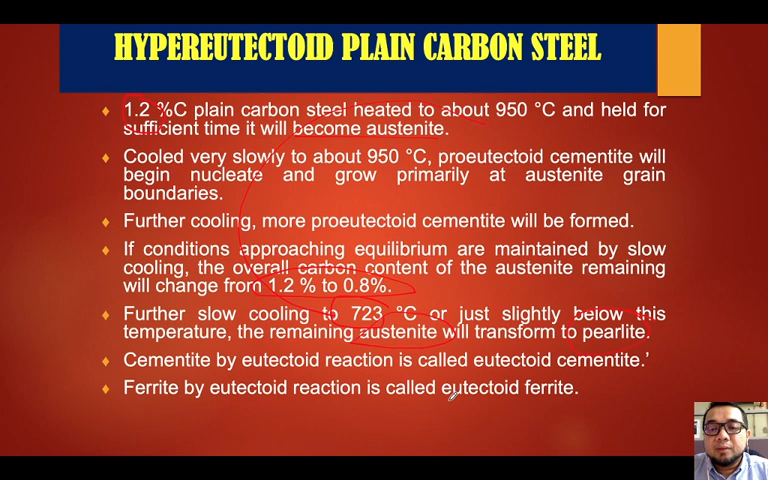 HYPEREUTECTOID PLAIN CARBON STEEL
1.2 %C plain carbon steel heated to about 950 °C and held for
sufficient time it will become austenite.
Cooled very slowly to about 950 °C, proeutectoid cementite will
begin nucleate and grow primarily at austenite grain
boundaries.
Further cooling, more proeutectoid cementite will be formed.
If conditions approaching equilibrium are maintained by slow
cooling, the overall carbon content of the austenite remaining
will change from 1.2 % to 0.8%.
Further slow cooling to 723 °C or just slightly below this
temperature, the remaining austenite will transform to pearlite.
Cementite by eutectoid reaction is called eutectoid cementite.’
Ferrite by eutectoid reaction is called eutectoid ferrite.